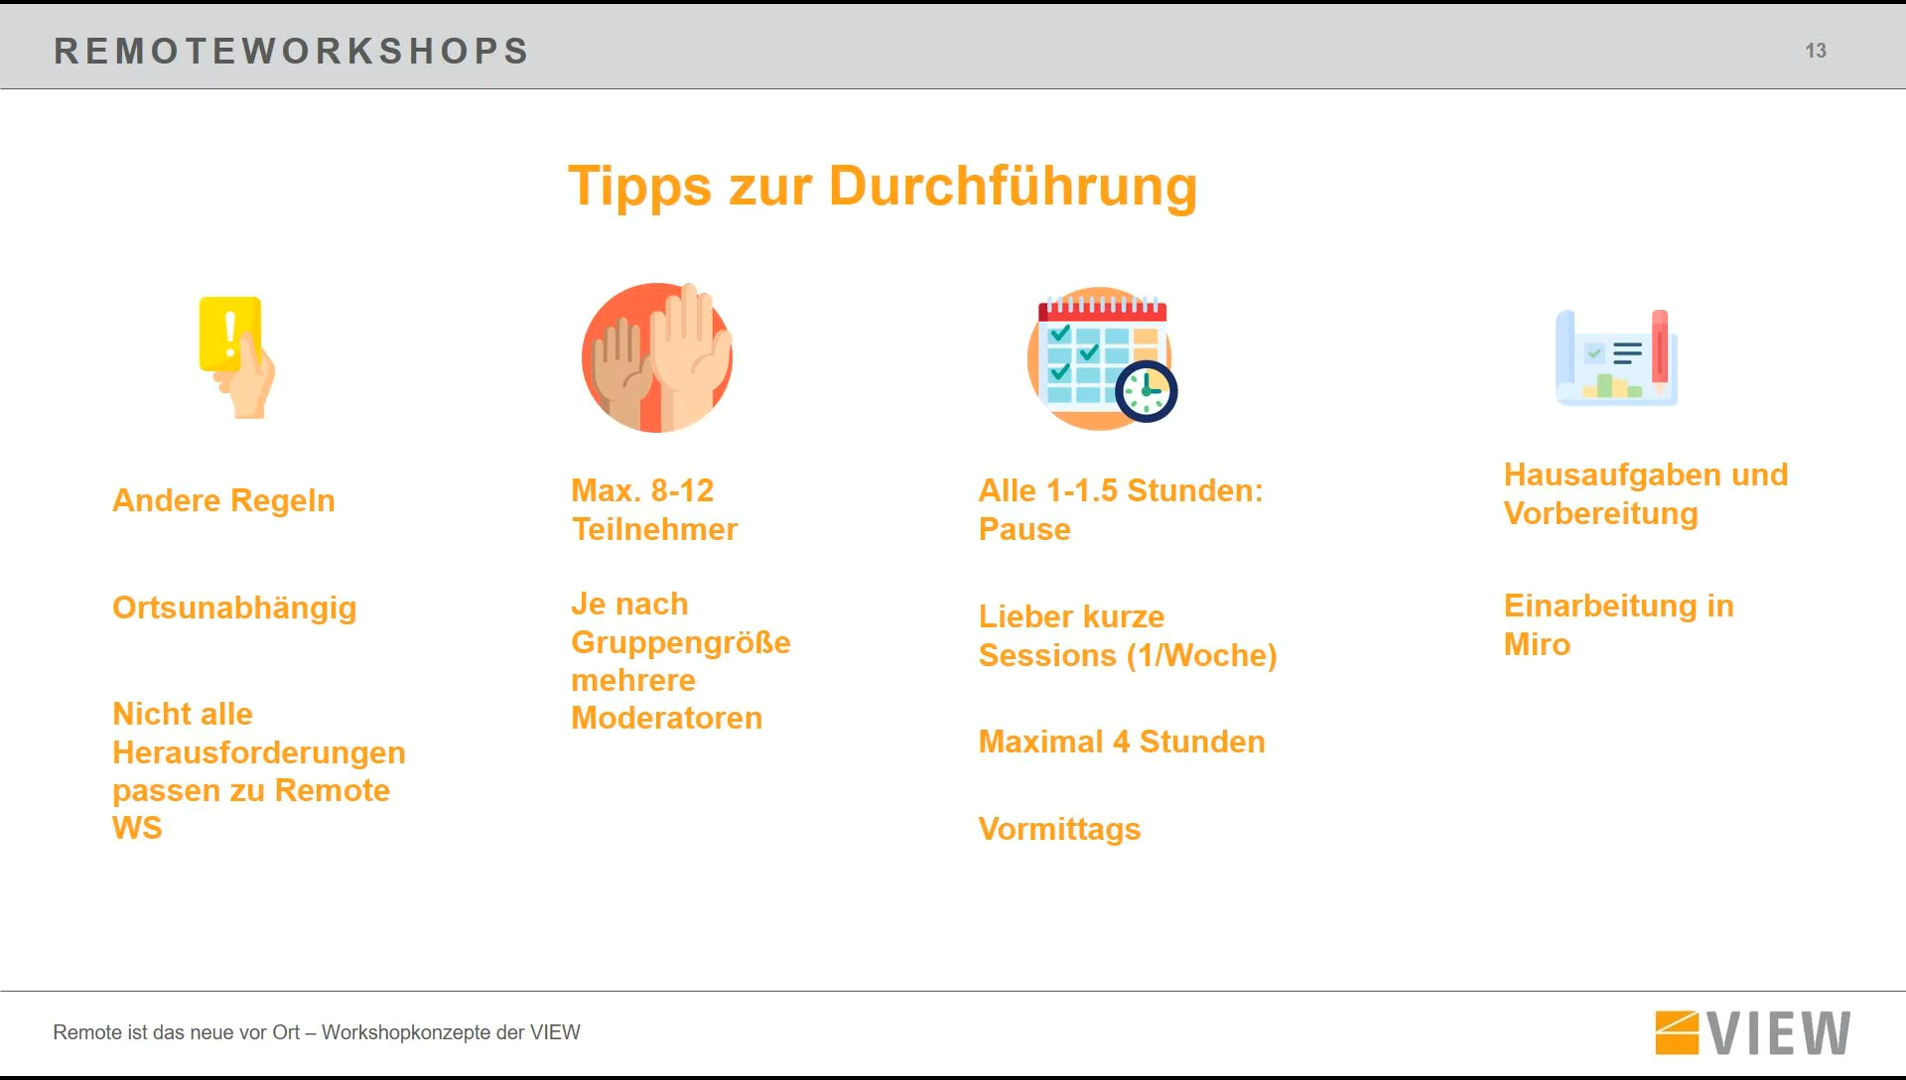 REMOTEWORKSHOPS
13
Tipps zur Durchführung
Andere Regeln
Ortsunabhängig
Nicht alle
Herausforderungen
passen zu Remote
WS
Max. 8-12
Teilnehmer
Je nach
Gruppengröße
mehrere
Moderatoren
Alle 1-1.5 Stunden:
Pause
Lieber kurze
Sessions (1/Woche)
Maximal 4 Stunden
Vormittags
Hausaufgaben und
Vorbereitung
Einarbeitung in
Miro
Remote ist das neue vor Ort – Workshopkonzepte der VIEW
VIEW